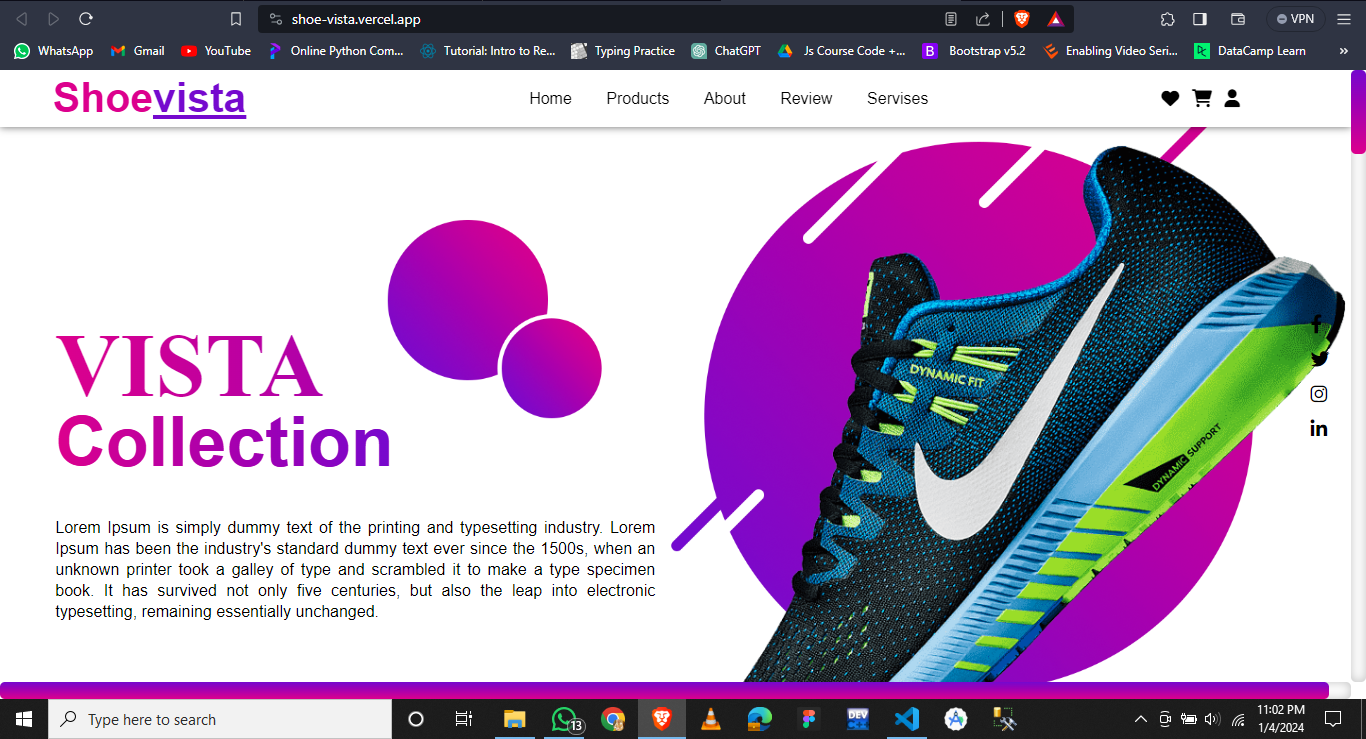 shoe-vista.vercel.app
VPN
WhatsApp
Gmail
YouTube
Online Python Com...
Tutorial: Intro to Re...
Typing Practice
ChatGPT
Js Course Code +...
B
Bootstrap v5.2
Enabling Video Seri...
DataCamp Learn
»
Shoevista
Home
Products
About
Review
Servises
VISTA
Collection
Lorem Ipsum is simply dummy text of the printing and typesetting industry. Lorem
Ipsum has been the industry's standard dummy text ever since the 1500s, when an
unknown printer took a galley of type and scrambled it to make a type specimen
book. It has survived not only five centuries, but also the leap into electronic
typesetting, remaining essentially unchanged.
DYNAMIC FIT
DYNAMIC SUPPORT
Type here to search
13
DEV
11:02 PM
1/4/2024